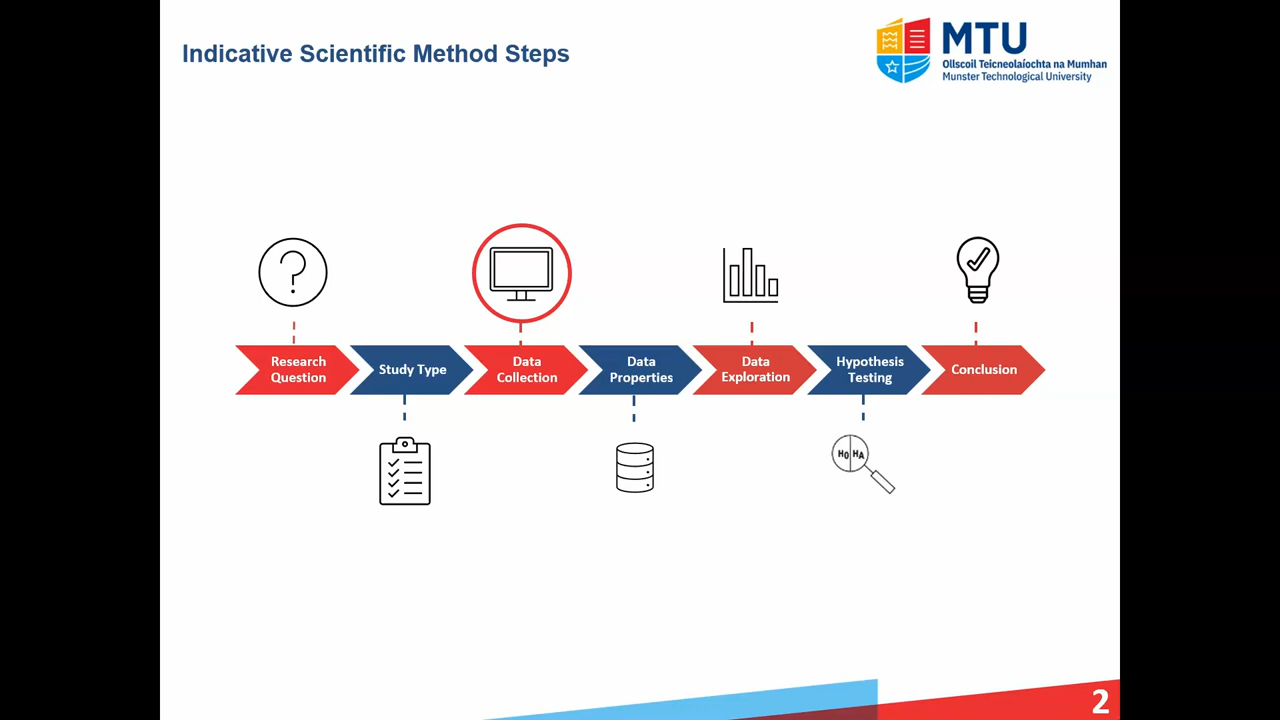 Indicative Scientific Method Steps
MTU
Ollscoil Teicneolaíochta na Mumhan
Munster Technological University
Research
Question
Study Type
Data
Collection
Data
Properties
Data
Exploration
Hypothesis
Testing
Conclusion
H0 HA
2